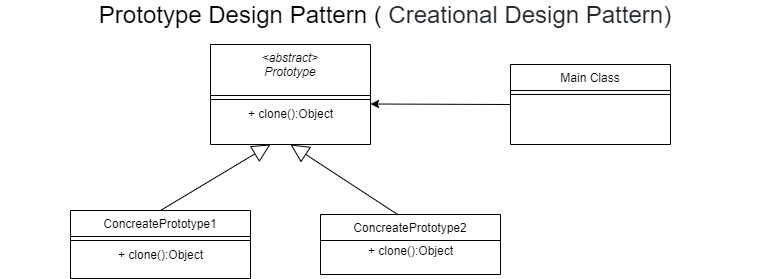 Prototype Design Pattern ( Creational Design Pattern)
<abstract>
Prototype
+ clone():Object
Main Class
ConcreatePrototype1
+ clone():Object
ConcreatePrototype2
+ clone():Object